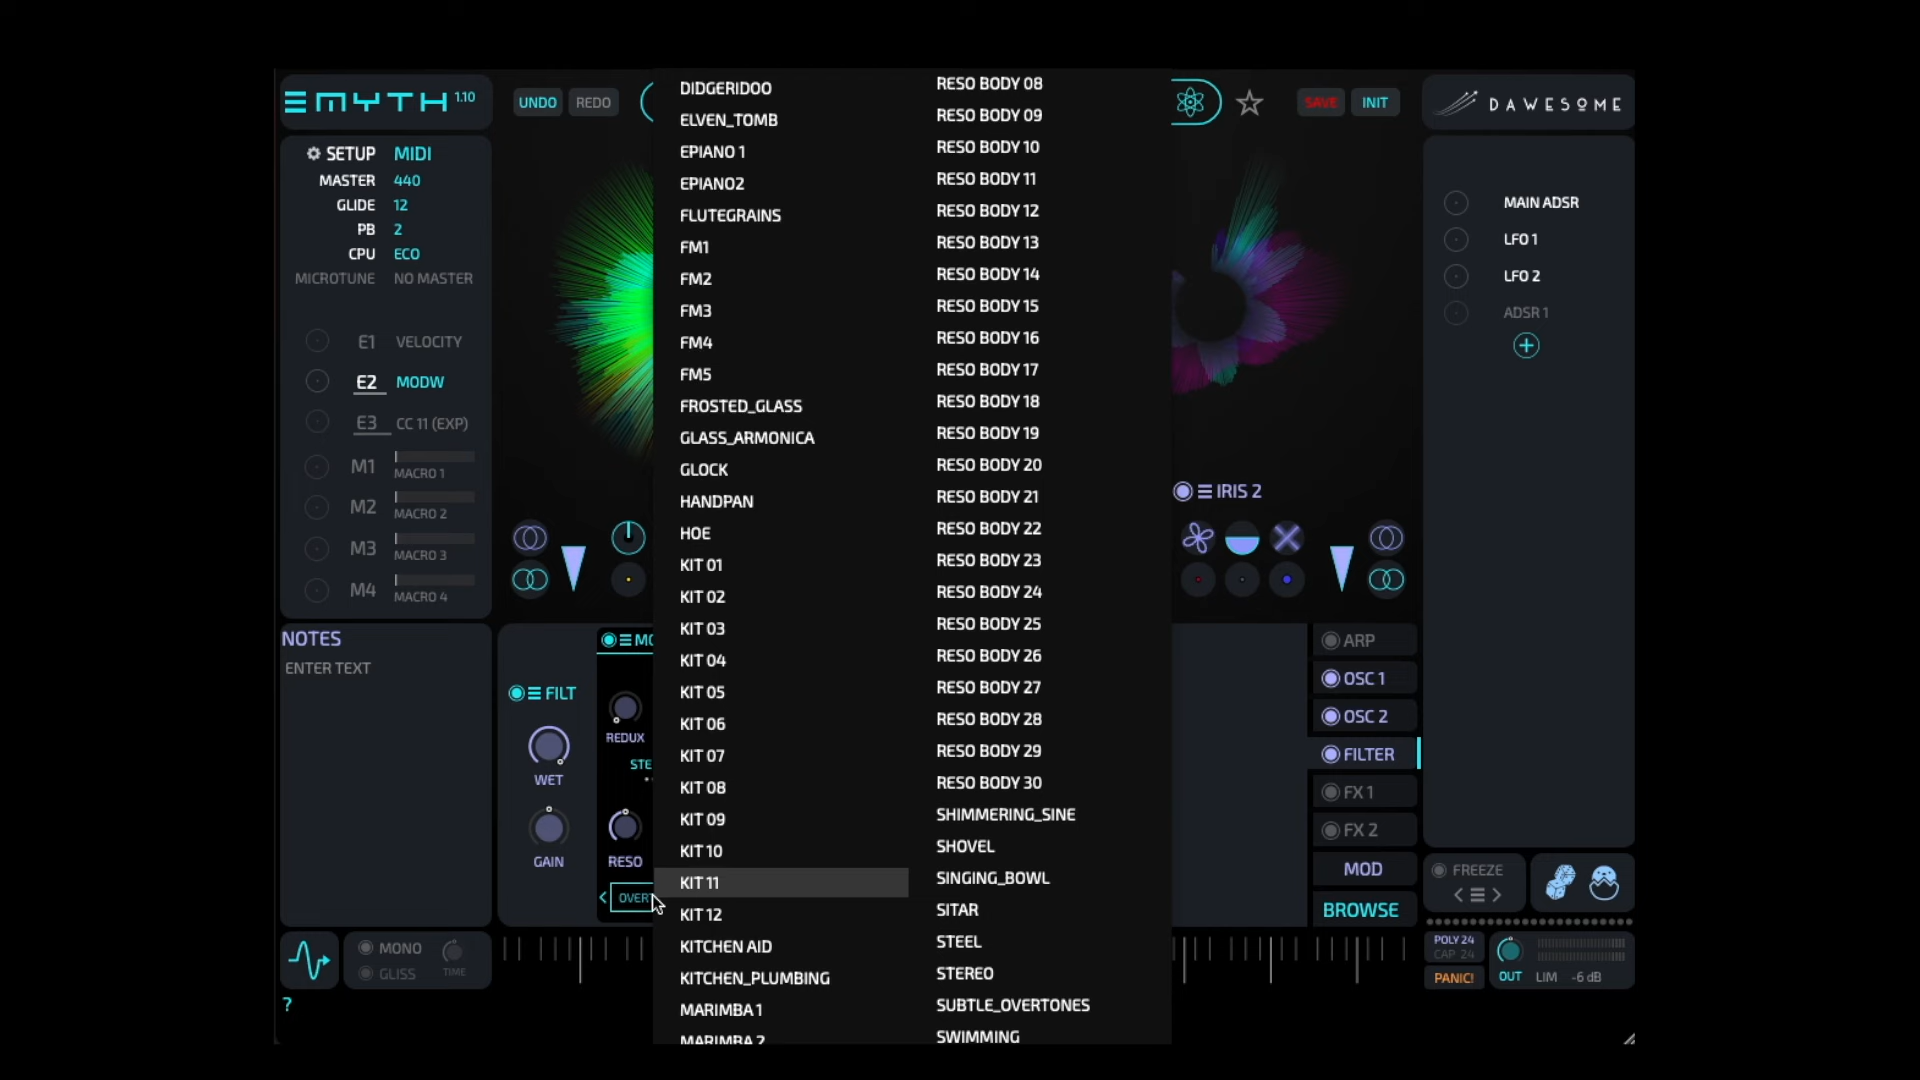 MYTH 1.10
UNDO
REDO
SAVE
INIT
DAWESOME
SETUP MIDI
MASTER 440
GLIDE 12
PB 2
CPU ECO
MICROTUNE NO MASTER
E1 VELOCITY
E2 MODW
E3 CC 11 (EXP)
M1
MACRO 1
M2
MACRO 2
M3
MACRO 3
M4
MACRO 4
NOTES
ENTER TEXT
MONO
GLISS
TIME
?
FILT
WET
GAIN
MO
REDUX
STE
RESO
OVER
DIDGERIDOO
ELVEN_TOMB
EPIANO 1
EPIANO2
FLUTEGRAINS
FM1
FM2
FM3
FM4
FM5
FROSTED_GLASS
GLASS_ARMONICA
GLOCK
HANDPAN
HOE
KIT 01
KIT 02
KIT 03
KIT 04
KIT 05
KIT 06
KIT 07
KIT 08
KIT 09
KIT 10
KIT 11
KIT 12
KITCHEN AID
KITCHEN_PLUMBING
MARIMBA 1
MARIMBA 2
RESO BODY 08
RESO BODY 09
RESO BODY 10
RESO BODY 11
RESO BODY 12
RESO BODY 13
RESO BODY 14
RESO BODY 15
RESO BODY 16
RESO BODY 17
RESO BODY 18
RESO BODY 19
RESO BODY 20
RESO BODY 21
RESO BODY 22
RESO BODY 23
RESO BODY 24
RESO BODY 25
RESO BODY 26
RESO BODY 27
RESO BODY 28
RESO BODY 29
RESO BODY 30
SHIMMERING_SINE
SHOVEL
SINGING_BOWL
SITAR
STEEL
STEREO
SUBTLE_OVERTONES
SWIMMING
IRIS 2
ARP
OSC 1
OSC 2
FILTER
FX 1
FX 2
MOD
BROWSE
MAIN ADSR
LFO 1
LFO 2
ADSR 1
FREEZE
POLY 24
CAP 24
PANIC!
OUT LIM -6 dB